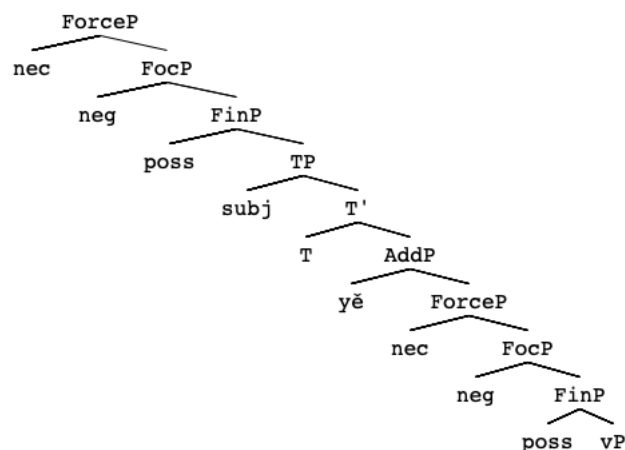 ForceP
nec FocP
neg FinP
poss TP
subj T'
T AddP
yě ForceP
nec FocP
neg FinP
poss vP